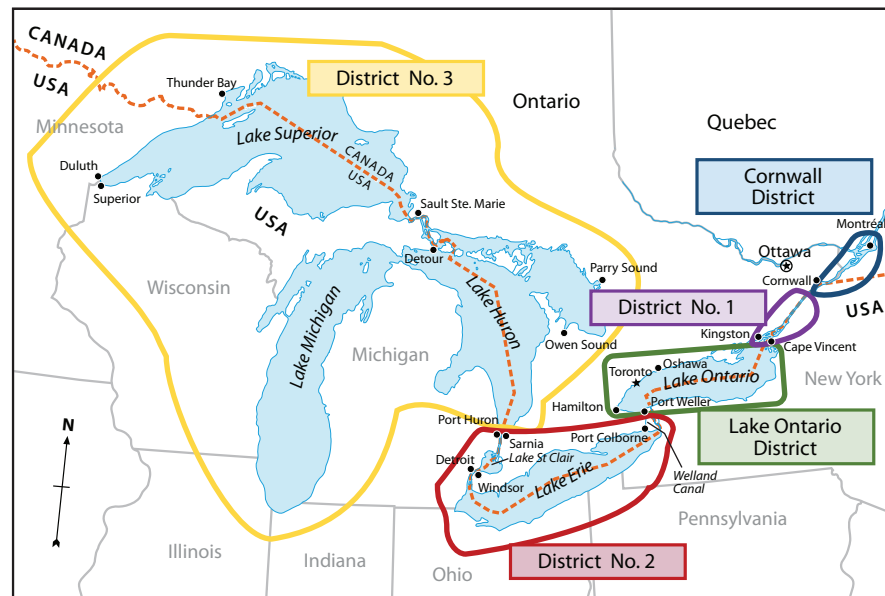 CANADA
USA
Thunder Bay
District No. 3
Ontario
Minnesota
Lake Superior
Quebec
CANADA
USA
Duluth
Superior
Cornwall
District
Sault Ste. Marie
USA
Montréal
Ottawa
Detour
Parry Sound
Cornwall
Wisconsin
Lake Huron
District No. 1
USA
Lake Michigan
Kingston
Owen Sound
Cape Vincent
Michigan
Oshawa
Toronto
Lake Ontario
New York
Hamilton
Port Weller
Port Huron
Sarnia
Port Colborne
Lake Ontario
District
Lake St Clair
Detroit
Windsor
Lake Erie
Welland
Canal
N
Pennsylvania
Illinois
Indiana
Ohio
District No. 2